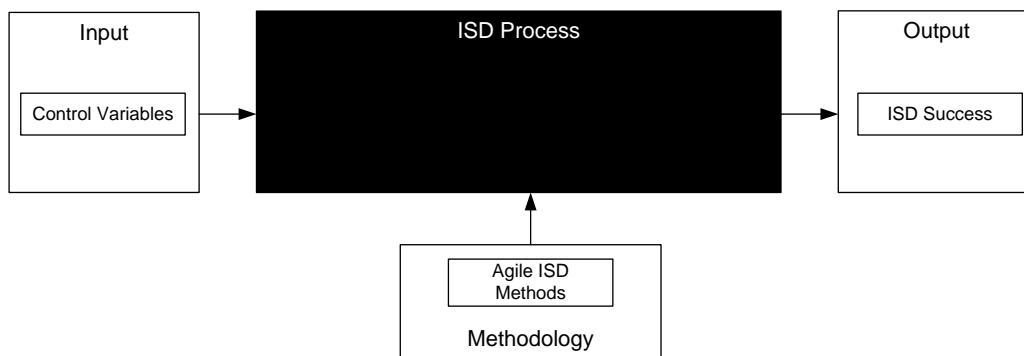 Input
ISD Process
Output
Control Variables
ISD Success
Agile ISD
Methods
Methodology